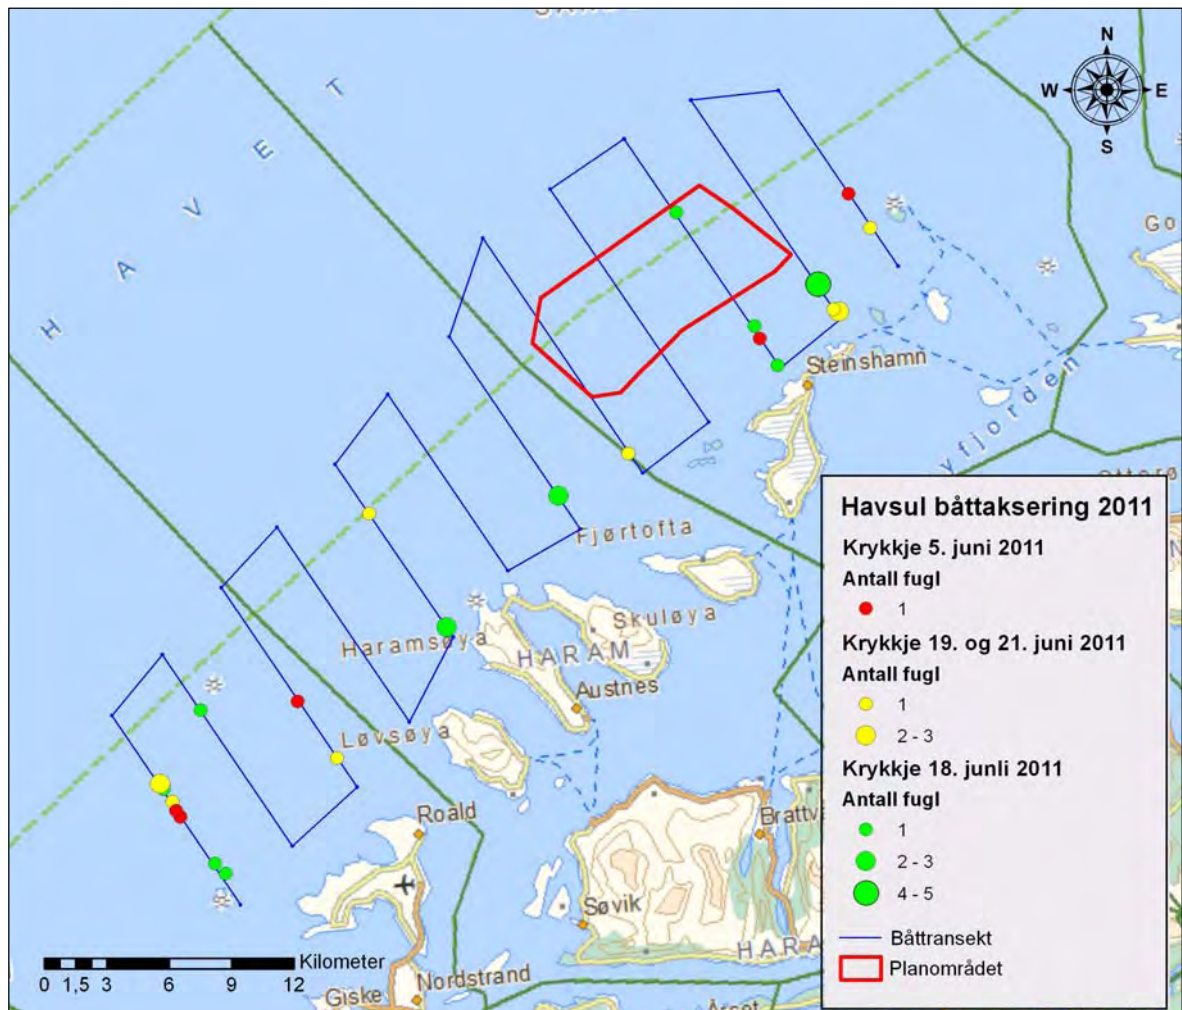 N
W
E
S
H A V E T
Go
Steinshamn
yfjorden
Fjørtofta
Skuløya
Haramsøya
HARAM
Austnes
Løvsøya
Roald
Brattv
Søvik
HARA
Nordstrand
Giske
Kilometer
0 1,5 3 6 9 12
Havsul båttaksering 2011
Krykkje 5. juni 2011
Antall fugl
1
Krykkje 19. og 21. juni 2011
Antall fugl
1
2 - 3
Krykkje 18. junli 2011
Antall fugl
1
2 - 3
4 - 5
Båttransekt
Planområdet